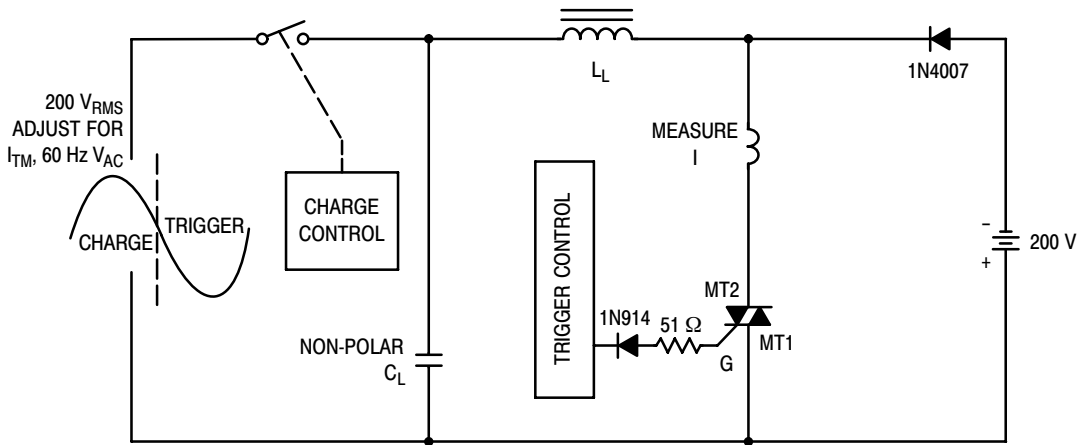 200 V_RMS
ADJUST FOR
I_TM, 60 Hz V_AC
TRIGGER
CHARGE
CHARGE
CONTROL
NON-POLAR
C_L
L_L
TRIGGER CONTROL
1N914
51 Ω
G
MEASURE
I
MT2
MT1
1N4007
-
+
200 V